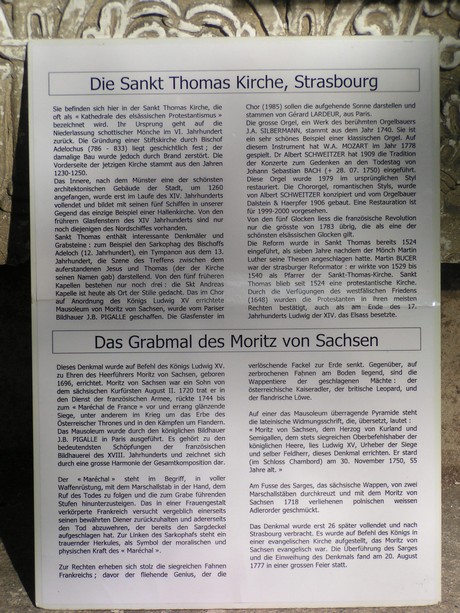 Die Sankt Thomas Kirche, Strasbourg
Sie befinden sich hier in der Sankt Thomas Kirche, die
oft als « Kathedrale des elsässischen Protestantismus »
bezeichnet wird. Ihr Ursprung geht auf die
Niederlassung schottischer Mönche im VI. Jahrhundert
zurück. Die Gründung einer Stiftskirche durch Bischof
Adelochus (786 - 833) liegt geschichtlich fest ; der
damalige Bau wurde jedoch durch Brand zerstört. Die
Vorderseite der jetzigen Kirche stammt aus den Jahren
1230-1250.
Das Innere, nach dem Münster eine der schönsten
architektonischen Gebäude der Stadt, um 1260
angefangen, wurde erst im Laufe des XIV. Jahrhunderts
vollendet und bildet mit seinen fünf Schiffen in unserer
Gegend das einzige Beispiel einer Hallenkirche. Von den
frühern Glasfenstern des XIV Jahrhunderts sind nur
noch diejenigen des Nordschiffes vorhanden.
Sankt Thomas enthält interessante Denkmäler und
Grabsteine : zum Beispiel den Sarkophag des Bischoffs
Adeloch (12. Jahrhundert), ein Tympanon aus dem 13.
Jahrhundert, die Szene des Treffens zwischen dem
auferstandenen Jesus und Thomas (der der Kirche
seinen Namen gab) darstellend. Von den fünf früheren
Kapellen bestehen nur noch drei : die Skt Andreas
Kapelle ist heute als Ort der Stille gedacht. Das im Chor
auf Anordnung des Königs Ludwig XV errichtete
Mausoleum von Moritz von Sachsen, wurde vom Pariser
Bildhauer J.B. PIGALLE geschaffen. Die Glasfenster im
Chor (1985) sollen die aufgehende Sonne darstellen und
stammen von Gérard LARDEUR, aus Paris.
Die grosse Orgel, ein Werk des berühmten Orgelbauers
J.A. SILBERMANN, stammt aus dem Jahr 1740. Sie ist
ein sehr schönes Beispiel einer klassischen Orgel. Auf
diesem Instrument hat W.A. MOZART im Jahr 1778
gespielt. Dr Albert SCHWEITZER hat 1909 die Tradition
der Konzerte zum Gedenken an den Todestag von
Johann Sebastian BACH (+ 28. 07. 1750) eingeführt.
Diese Orgel wurde 1979 im ursprünglichen Styl
restauriert. Die Chororgel, romantischen Styls, wurde
von Albert SCHWEITZER konzipiert und vom Orgelbauer
Dalstein & Haerpfer 1906 gebaut. Eine Restauration ist
für 1999-2000 vorgesehen.
Von den fünf Glocken liess die französische Revolution
nur die grösste von 1783 übrig, die als eine der
schönsten elsässischen Glocken gilt.
Die Reform wurde in Sankt Thomas bereits 1524
eingeführt, als sieben Jahre nachdem der Mönch Martin
Luther seine Thesen angeschlagen hatte. Martin BUCER
war der strasburger Reformator : er wirkte von 1529 bis
1540 als Pfarrer der Sankt-Thomas-Kirche. Sankt
Thomas blieb seit 1524 eine protestantische Kirche.
Durch die Verfügungen des westfälischen Friedens
(1648) wurden die Protestanten in ihren meisten
Rechten bestätigt, auch als am Ende des 17.
Jahrhunderts Ludwig der XIV. das Elsass besetzte.
Das Grabmal des Moritz von Sachsen
Dieses Denkmal wurde auf Befehl des Königs Ludwig XV.
zu Ehren des Heerführers Moritz von Sachsen, geboren
1696, errichtet. Moritz von Sachsen war ein Sohn von
dem sächsischen Kurfürsten August II. 1720 trat er in
den Dienst der französischen Armee, rückte 1744 bis
zum « Maréchal de France » vor und errang glänzende
Siege, unter anderem im Krieg um das Erbe des
Österreischer Thrones und in den Kämpfen um Flandern.
Das Mausoleum wurde durch den königlichen Bildhauer
J.B. PIGALLE in Paris ausgeführt. Es gehört zu den
bedeutendsten Schöpfungen der französischen
Bildhauerei des XVIII. Jahrhunderts und zeichnet sich
durch eine grosse Harmonie der Gesamtkomposition dar.
Der « Maréchal » steht im Begriff, in voller
Waffenrüstung, mit dem Marschalstab in der Hand, dem
Ruf des Todes zu folgen und die zum Grabe führenden
Stufen hinunterzusteigen. Das in einer Frauengestalt
verkörperte Frankreich versucht vergeblich einerseits
seinen bewährten Diener zurückzuhalten und andererseits
den Tod abzuwehren, der bereits den Sargdeckel
aufgeschlagen hat. Zur Linken des Sarkophags steht ein
trauernder Herkules, als Symbol der moralischen und
physischen Kraft des « Maréchal ».
Zur Rechten erheben sich stolz die siegreichen Fahnen
Frankreichs ; davor der fliehende Genius, der die
verlöschende Fackel zur Erde senkt. Gegenüber, auf
zerbrochenen Fahnen am Boden liegend, sind die
Wappentiere der geschlagenen Mächte : der
österreichische Kaiseradler, der britische Leopard, und
der flandrische Löwe.
Auf einer das Mausoleum überragende Pyramide steht
die lateinische Widmungsschrift, die, übersetzt, lautet :
« Moritz von Sachsen, dem Herzog von Kurland und
Semigallen, dem stets siegreichen Oberbefehlshaber der
königlichen Heere, lies Ludwig XV, Urheber der Siege
und selber Feldherr, dieses Denkmal errichten. Er stard
(im Schloss Chambord) am 30. November 1750, 55
Jahre alt. »
Am Fusse des Sarges, das sächsische Wappen, von zwei
Marschallstäben durchkreuzt und mit dem Moritz von
Sachsen 1718 verliehenen polnischen weissen
Adlerorder geschmückt.
Das Denkmal wurde erst 26 später vollendet und nach
Strasbourg verbracht. Es wurde auf Befehl des Königs in
einer evangelischen Kirche aufgestellt, das Moritz von
Sachsen evangelisch war. Die Überführung des Sarges
und die Einweihung des Denkmals fand am 20. August
1777 in einer grossen Feier statt.